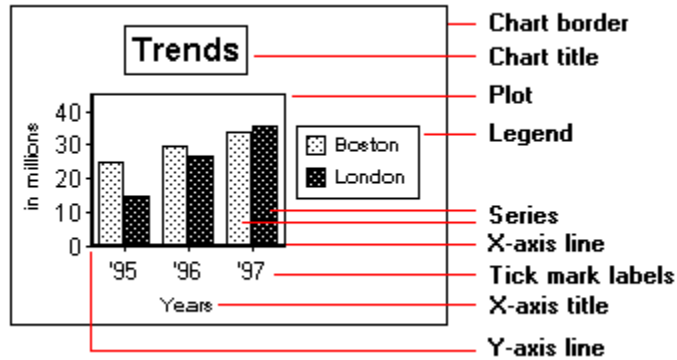 Chart border
Trends
Chart title
Plot
40
Legend
in millions
30
Boston
20
London
10
Series
0
X-axis line
'95 '96 '97
Tick mark labels
Years
X-axis title
Y-axis line